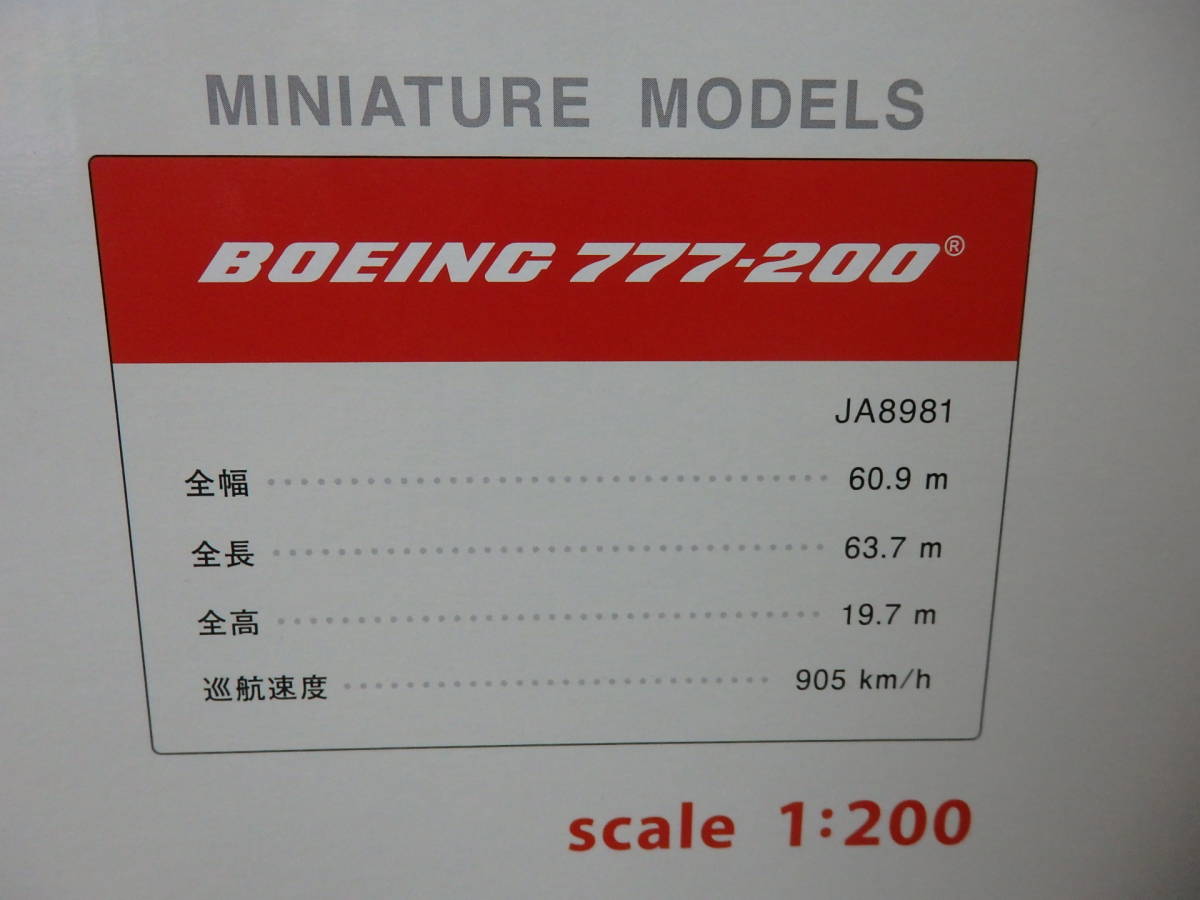 MINIATURE MODELS
BOEING 777-200®
JA8981
全幅 60.9 m
全長 63.7 m
全高 19.7 m
巡航速度 905 km/h
scale 1:200